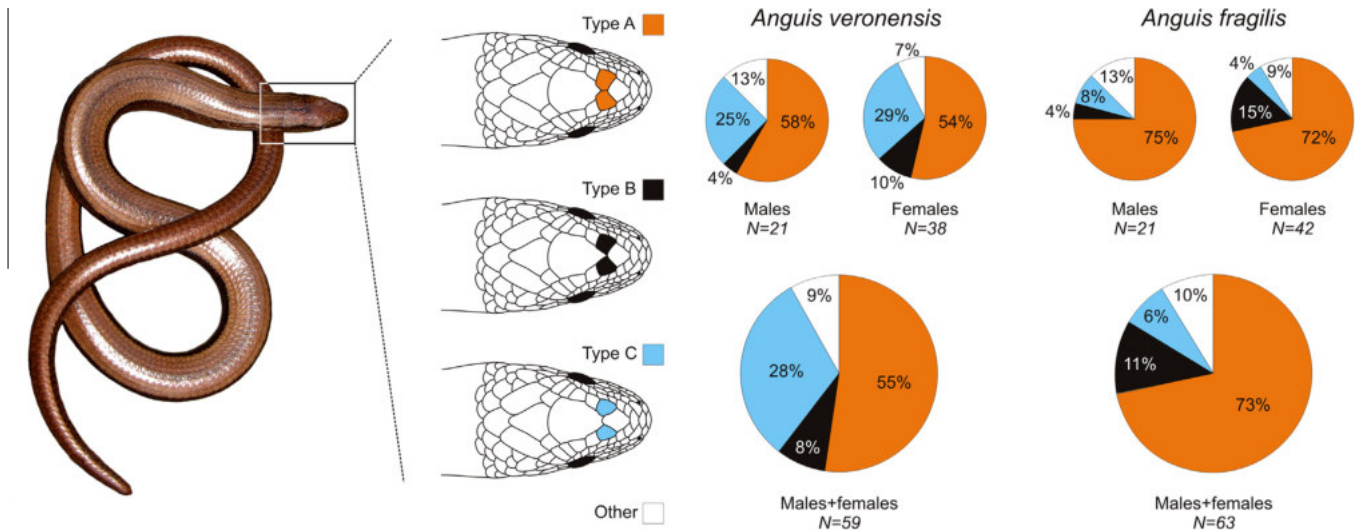 Type A
Type B
Type C
Other
Anguis veronensis
13%
58%
25%
4%
Males
N=21
7%
54%
29%
10%
Females
N=38
9%
55%
28%
8%
Males+females
N=59
Anguis fragilis
13%
8%
4%
75%
Males
N=21
4%
9%
15%
72%
Females
N=42
10%
6%
11%
73%
Males+females
N=63